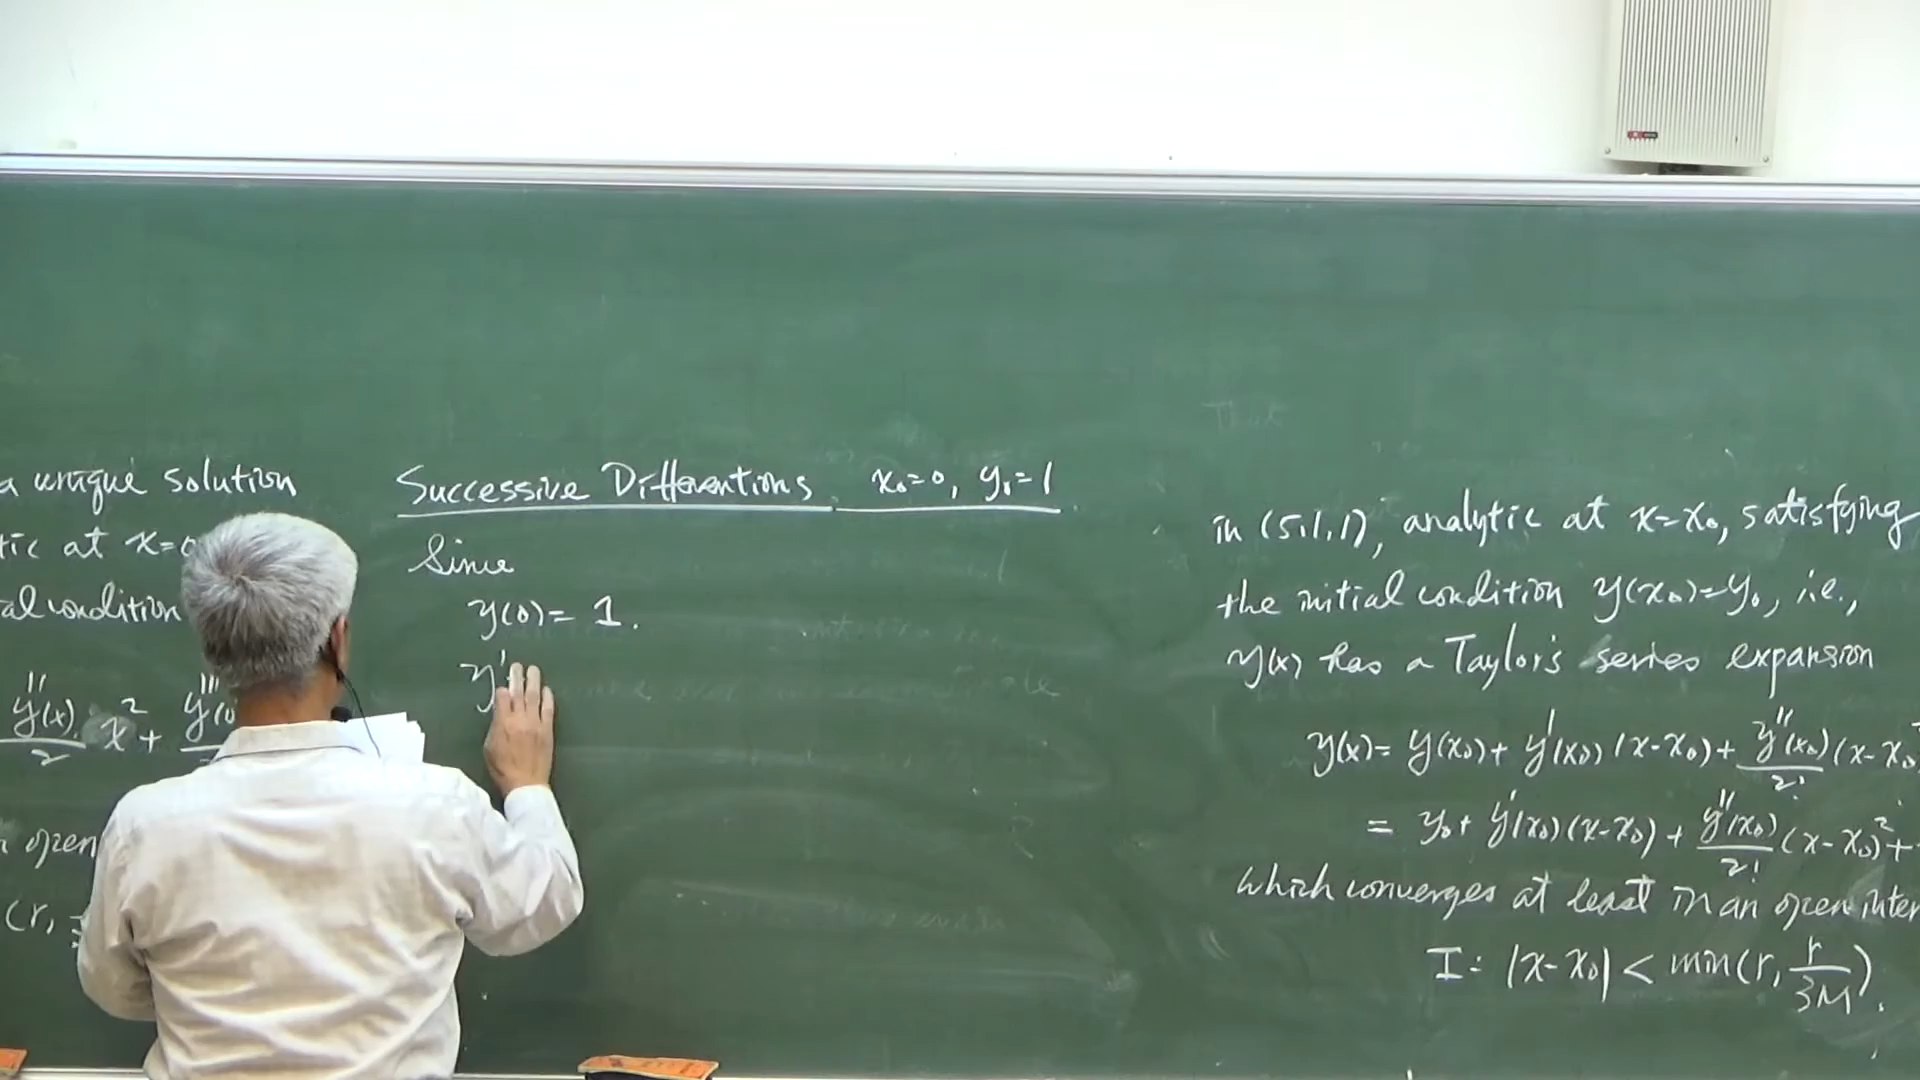 a unique solution
tic at x=0
al condition
y''(x)/2 x² + y'''(0
open
(r,
Successive Differentions x₀=0, y₀=1
Since
y(0)= 1.
y'
in (5.1.1), analytic at x=x₀, satisfying
the initial condition y(x₀)=y₀, i.e.,
y(x) has a Taylor's series expansion
y(x)= y(x₀)+ y'(x₀)(x-x₀)+ y''(x₀)/2! (x-x₀
= y₀+ y'(x₀)(x-x₀)+ y''(x₀)/2! (x-x₀)²+
which converges at least in an open inter
I: |x-x₀| < min(r, r/3M).